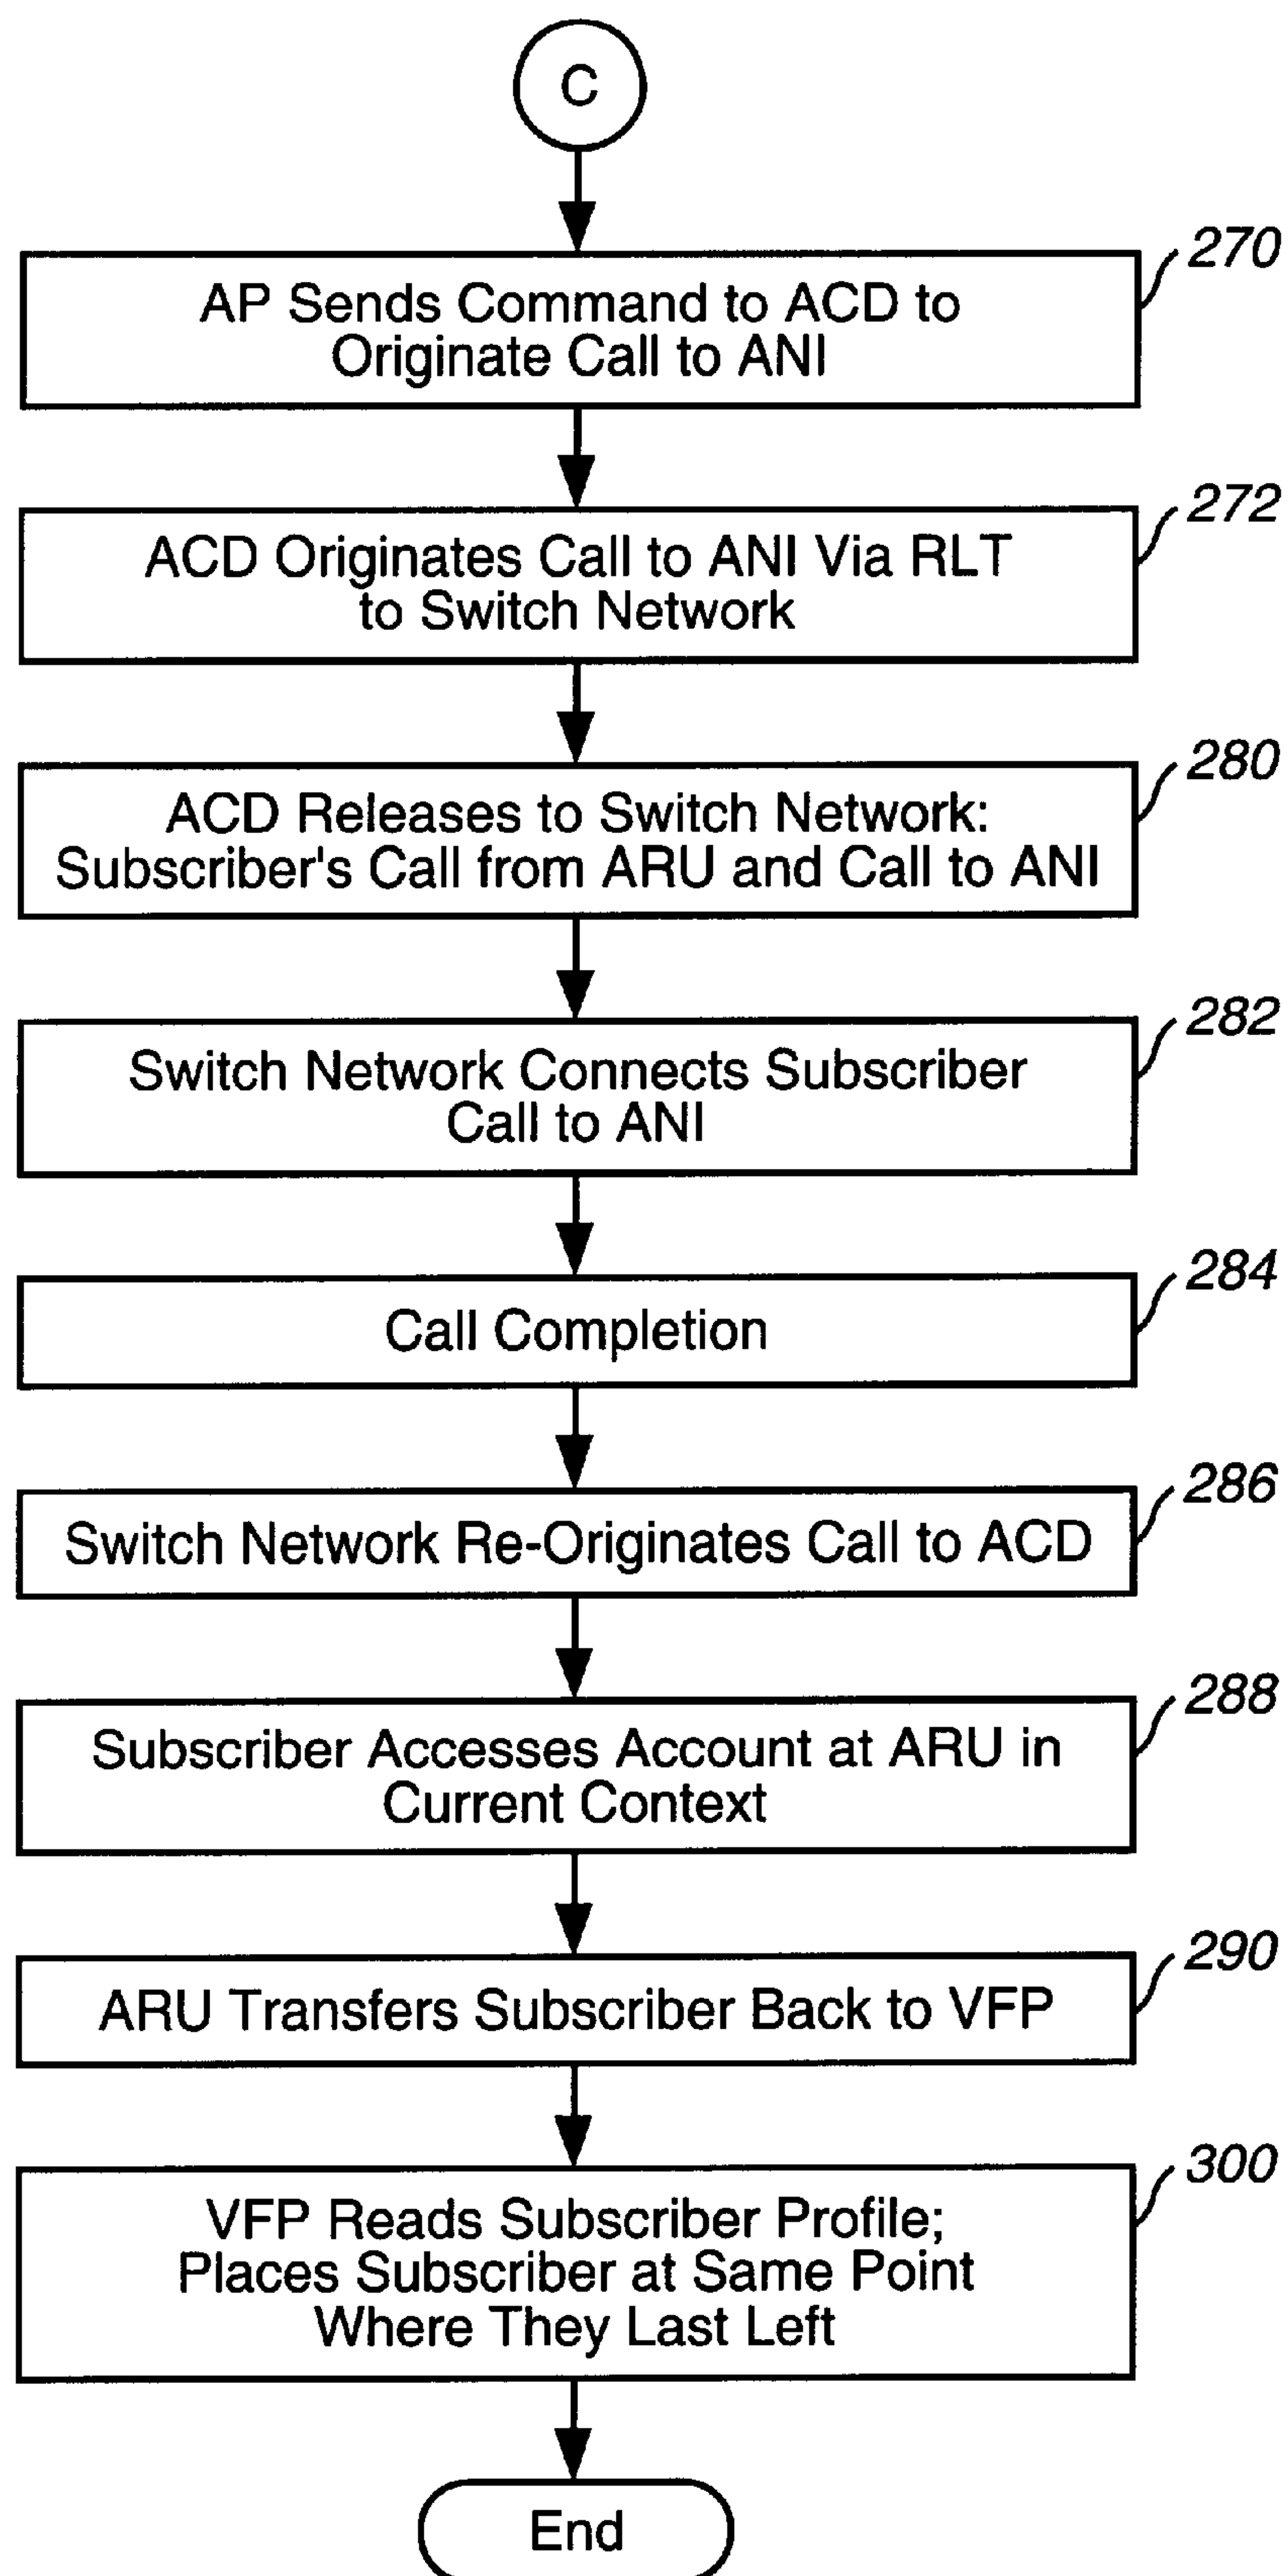 C
270
AP Sends Command to ACD to
Originate Call to ANI
272
ACD Originates Call to ANI Via RLT
to Switch Network
280
ACD Releases to Switch Network:
Subscriber's Call from ARU and Call to ANI
282
Switch Network Connects Subscriber
Call to ANI
284
Call Completion
286
Switch Network Re-Originates Call to ACD
288
Subscriber Accesses Account at ARU in
Current Context
290
ARU Transfers Subscriber Back to VFP
300
VFP Reads Subscriber Profile;
Places Subscriber at Same Point
Where They Last Left
End